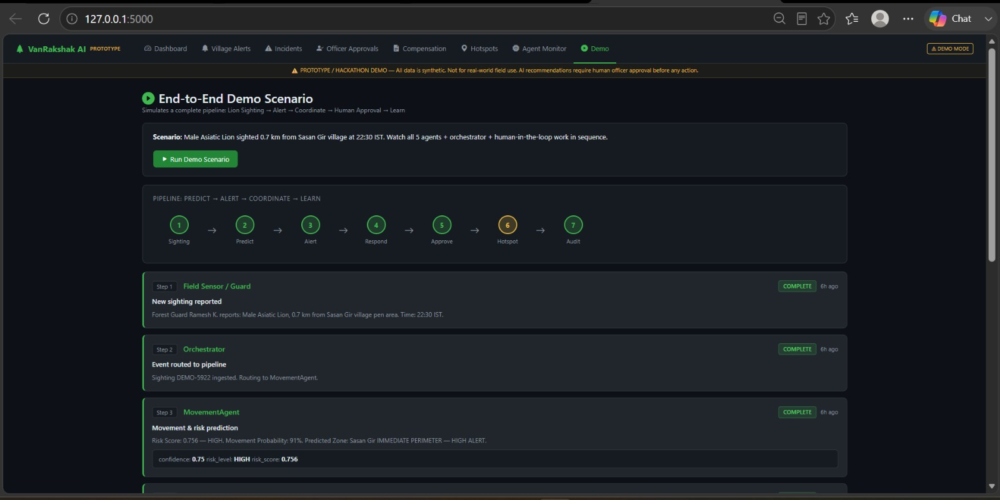 127.0.0.1:5000
Chat
VanRakshak AI PROTOTYPE Dashboard Village Alerts Incidents Officer Approvals Compensation Hotspots Agent Monitor Demo DEMO MODE
PROTOTYPE / HACKATHON DEMO — All data is synthetic. Not for real-world field use. AI recommendations require human officer approval before any action.
End-to-End Demo Scenario
Simulates a complete pipeline: Lion Sighting → Alert → Coordinate → Human Approval → Learn
Scenario: Male Asiatic Lion sighted 0.7 km from Sasan Gir village at 22:30 IST. Watch all 5 agents + orchestrator + human-in-the-loop work in sequence.
Run Demo Scenario
PIPELINE: PREDICT → ALERT → COORDINATE → LEARN
1 → 2 → 3 → 4 → 5 → 6 → 7
Sighting Predict Alert Respond Approve Hotspot Audit
Step 1 Field Sensor / Guard COMPLETE 6h ago
New sighting reported
Forest Guard Ramesh K. reports: Male Asiatic Lion, 0.7 km from Sasan Gir village pen area. Time: 22:30 IST.
Step 2 Orchestrator COMPLETE 6h ago
Event routed to pipeline
Sighting DEMO-5922 ingested. Routing to MovementAgent.
Step 3 MovementAgent COMPLETE 6h ago
Movement & risk prediction
Risk Score: 0.756 — HIGH. Movement Probability: 91%. Predicted Zone: Sasan Gir IMMEDIATE PERIMETER — HIGH ALERT.
confidence: 0.75 risk_level: HIGH risk_score: 0.756